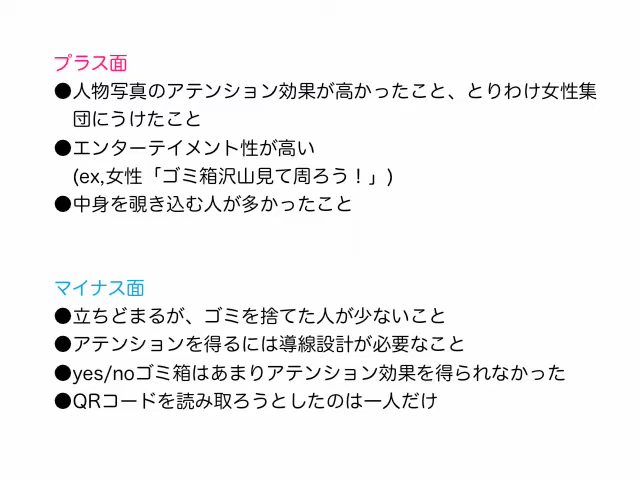 プラス面
●人物写真のアテンション効果が高かったこと、とりわけ女性集
団にうけたこと
●エンターテイメント性が高い
(ex,女性「ゴミ箱沢山見て周ろう！」)
●中身を覗き込む人が多かったこと
マイナス面
●立ちどまるが、ゴミを捨てた人が少ないこと
●アテンションを得るには導線設計が必要なこと
●yes/noゴミ箱はあまりアテンション効果を得られなかった
●QRコードを読み取ろうとしたのは一人だけ